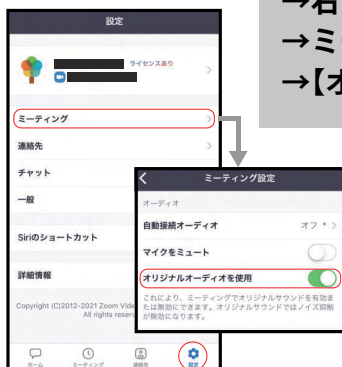 設定
→右
→ミ
→【オ
ライセンスあり
ミーティング
連絡先
チャット
一般
Siriのショートカット
詳細情報
Copyright (C)2012-2021 Zoom Vide
All rights reserv
ホーム
ミーティング
連絡先
設定
ミーティング設定
オーディオ
自動接続オーディオ
オフ
マイクをミュート
オリジナルオーディオを使用
これにより、ミーティングでオリジナルサウンドを有効ま
たは無効にできます。オリジナルサウンドではノイズ抑制
が無効になります。